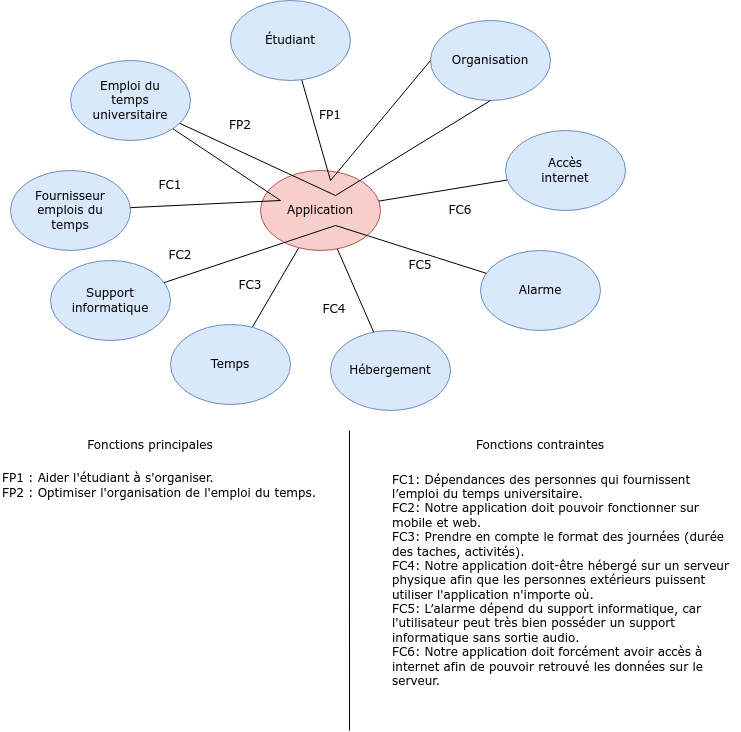 Étudiant
Organisation
Emploi du
temps
universitaire
FP2
FP1
Accès
internet
FC1
Fournisseur
emplois du
temps
Application
FC6
FC2
FC5
FC3
Support
informatique
Alarme
FC4
Temps
Hébergement
Fonctions principales
FP1 : Aider l'étudiant à s'organiser.
FP2 : Optimiser l'organisation de l'emploi du temps.
Fonctions contraintes
FC1: Dépendances des personnes qui fournissent
l’emploi du temps universitaire.
FC2: Notre application doit pouvoir fonctionner sur
mobile et web.
FC3: Prendre en compte le format des journées (durée
des taches, activités).
FC4: Notre application doit-être hébergé sur un serveur
physique afin que les personnes extérieurs puissent
utiliser l'application n'importe où.
FC5: L’alarme dépend du support informatique, car
l'utilisateur peut très bien posséder un support
informatique sans sortie audio.
FC6: Notre application doit forcément avoir accès à
internet afin de pouvoir retrouvé les données sur le
serveur.